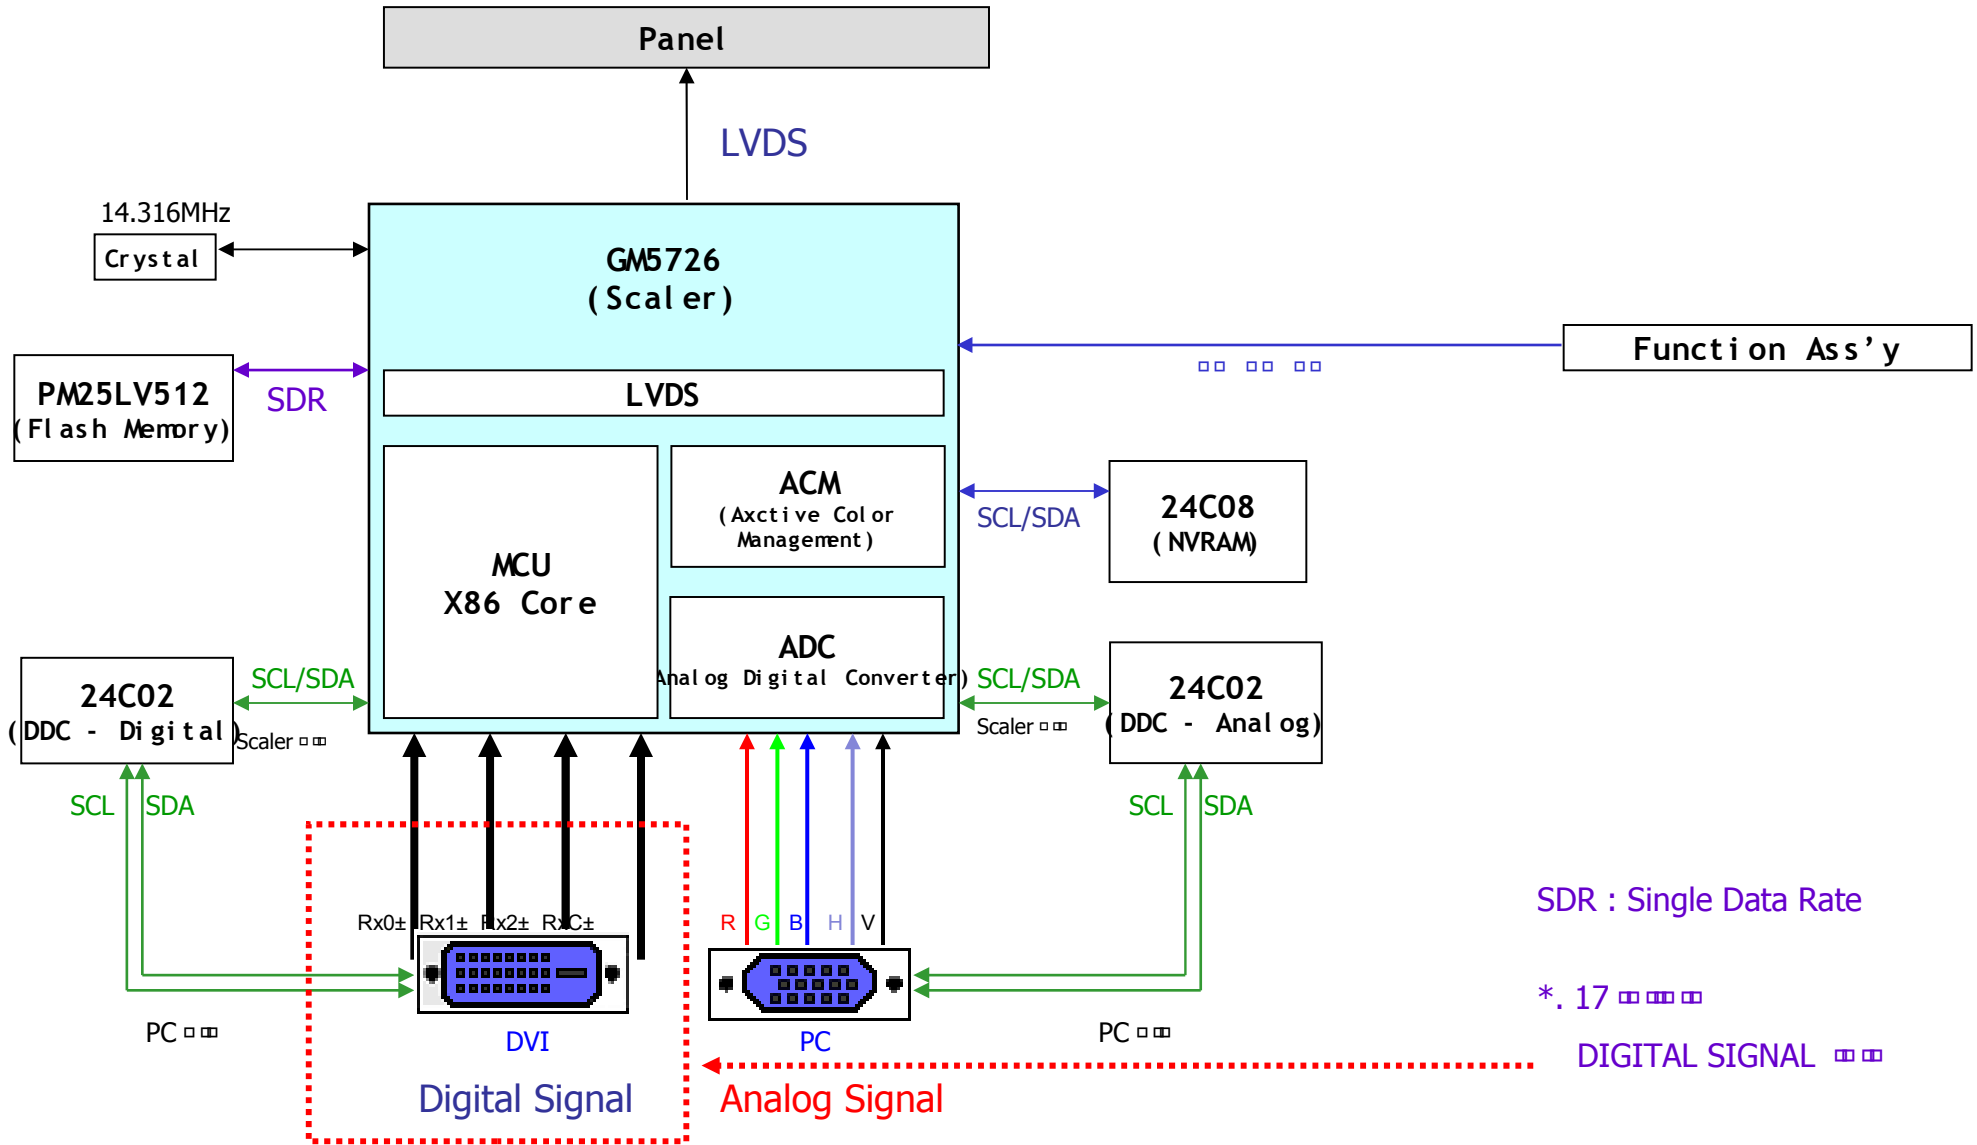 Panel
LVDS
14.316MHz
Crystal
GM5726
(Scaler)
Function Ass’y
PM25LV512
(Flash Memory)
SDR
LVDS
ACM
(Axctive Color
Management)
SCL/SDA
24C08
(NVRAM)
MCU
X86 Core
ADC
Analog Digital Converter)
24C02
(DDC - Digital)
SCL/SDA
Scaler
SCL/SDA
Scaler
24C02
(DDC - Analog)
SCL SDA
SCL SDA
Rx0± Rx1± Rx2± RxC±
R G B H V
SDR : Single Data Rate
*. 17
DIGITAL SIGNAL
PC
DVI
PC
PC
Digital Signal
Analog Signal